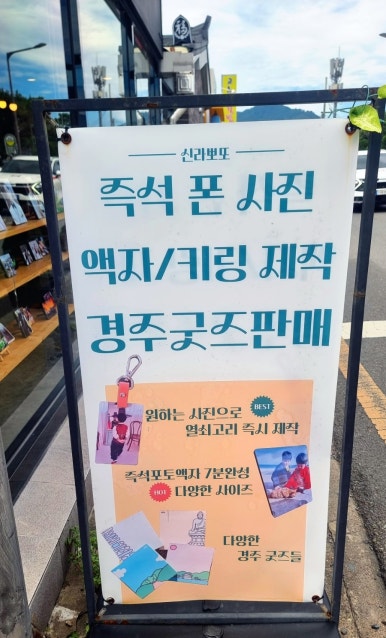 신라뽀또
즉석 폰 사진
액자/키링 제작
경주굿즈판매
원하는 사진으로 BEST
열쇠고리 즉시 제작
즉석포토액자 7분완성
HOT 다양한 사이즈
다양한
경주 굿즈들